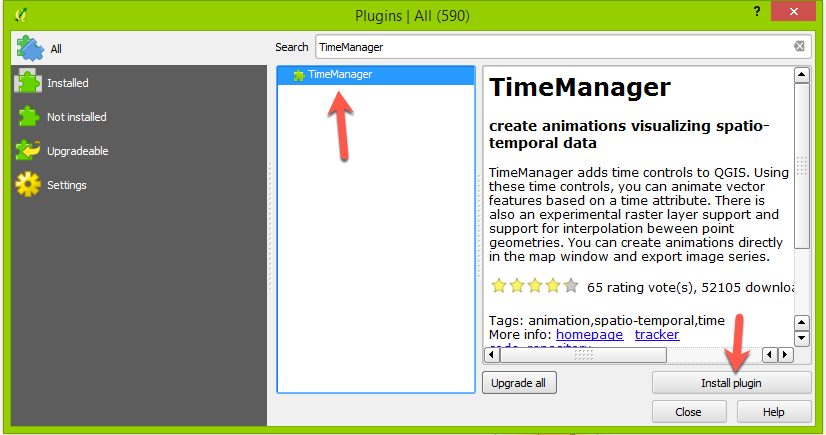 Plugins | All (590)
?
All
Installed
Not installed
Upgradeable
Settings
Search
TimeManager
TimeManager
TimeManager
create animations visualizing spatio-
temporal data
TimeManager adds time controls to QGIS. Using
these time controls, you can animate vector
features based on a time attribute. There is
also an experimental raster layer support and
support for interpolation beween point
geometries. You can create animations directly
in the map window and export image series.
65 rating vote(s), 52105 downloa
Tags: animation,spatio-temporal,time
More info: homepage tracker
code_repository
Upgrade all
Install plugin
Close
Help